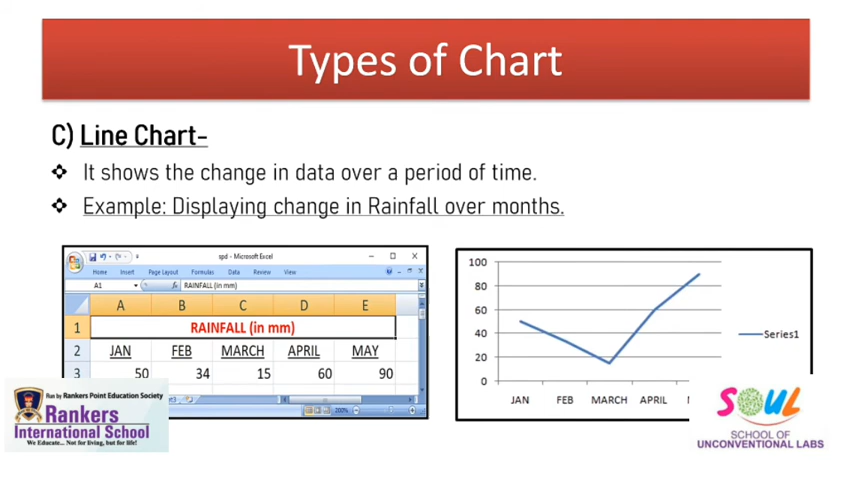 Types of Chart
C) Line Chart-
It shows the change in data over a period of time.
Example: Displaying change in Rainfall over months.
spd - Microsoft Excel
Home Insert Page Layout Formulas Data Review View
A1 fx RAINFALL (in mm)
A B C D E
1 RAINFALL (in mm)
2 JAN FEB MARCH APRIL MAY
3 50 34 15 60 90
200%
100
80
60
40
20
0
JAN FEB MARCH APRIL
Series1
Run by Rankers Point Education Society
Rankers
International School
We Educate... Not for living, but for life!
SOUL
SCHOOL OF
UNCONVENTIONAL LABS